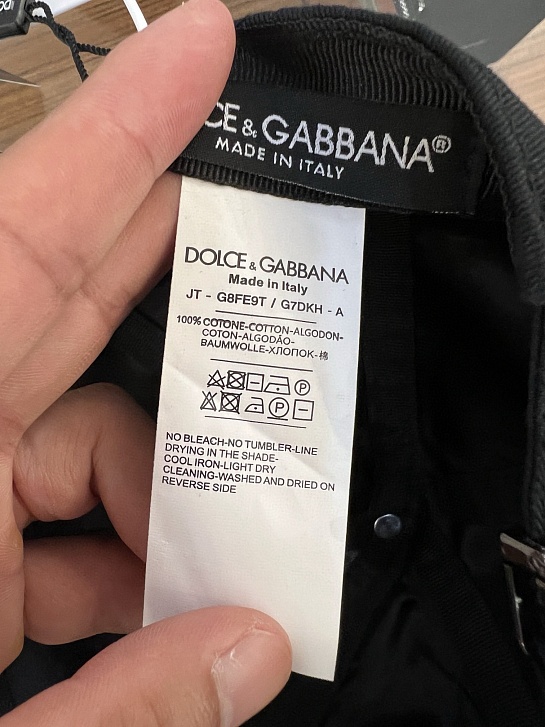 CE & GABBANA®
MADE IN ITALY
DOLCE & GABBANA
Made in Italy
JT - G8FE9T / G7DKH - A
100% COTONE-COTTON-ALGODON-
COTON-ALGODÃO-
BAUMWOLLE-ХЛОПОК-棉
P
P
NO BLEACH-NO TUMBLER-LINE
DRYING IN THE SHADE-
COOL IRON-LIGHT DRY
CLEANING-WASHED AND DRIED ON
REVERSE SIDE